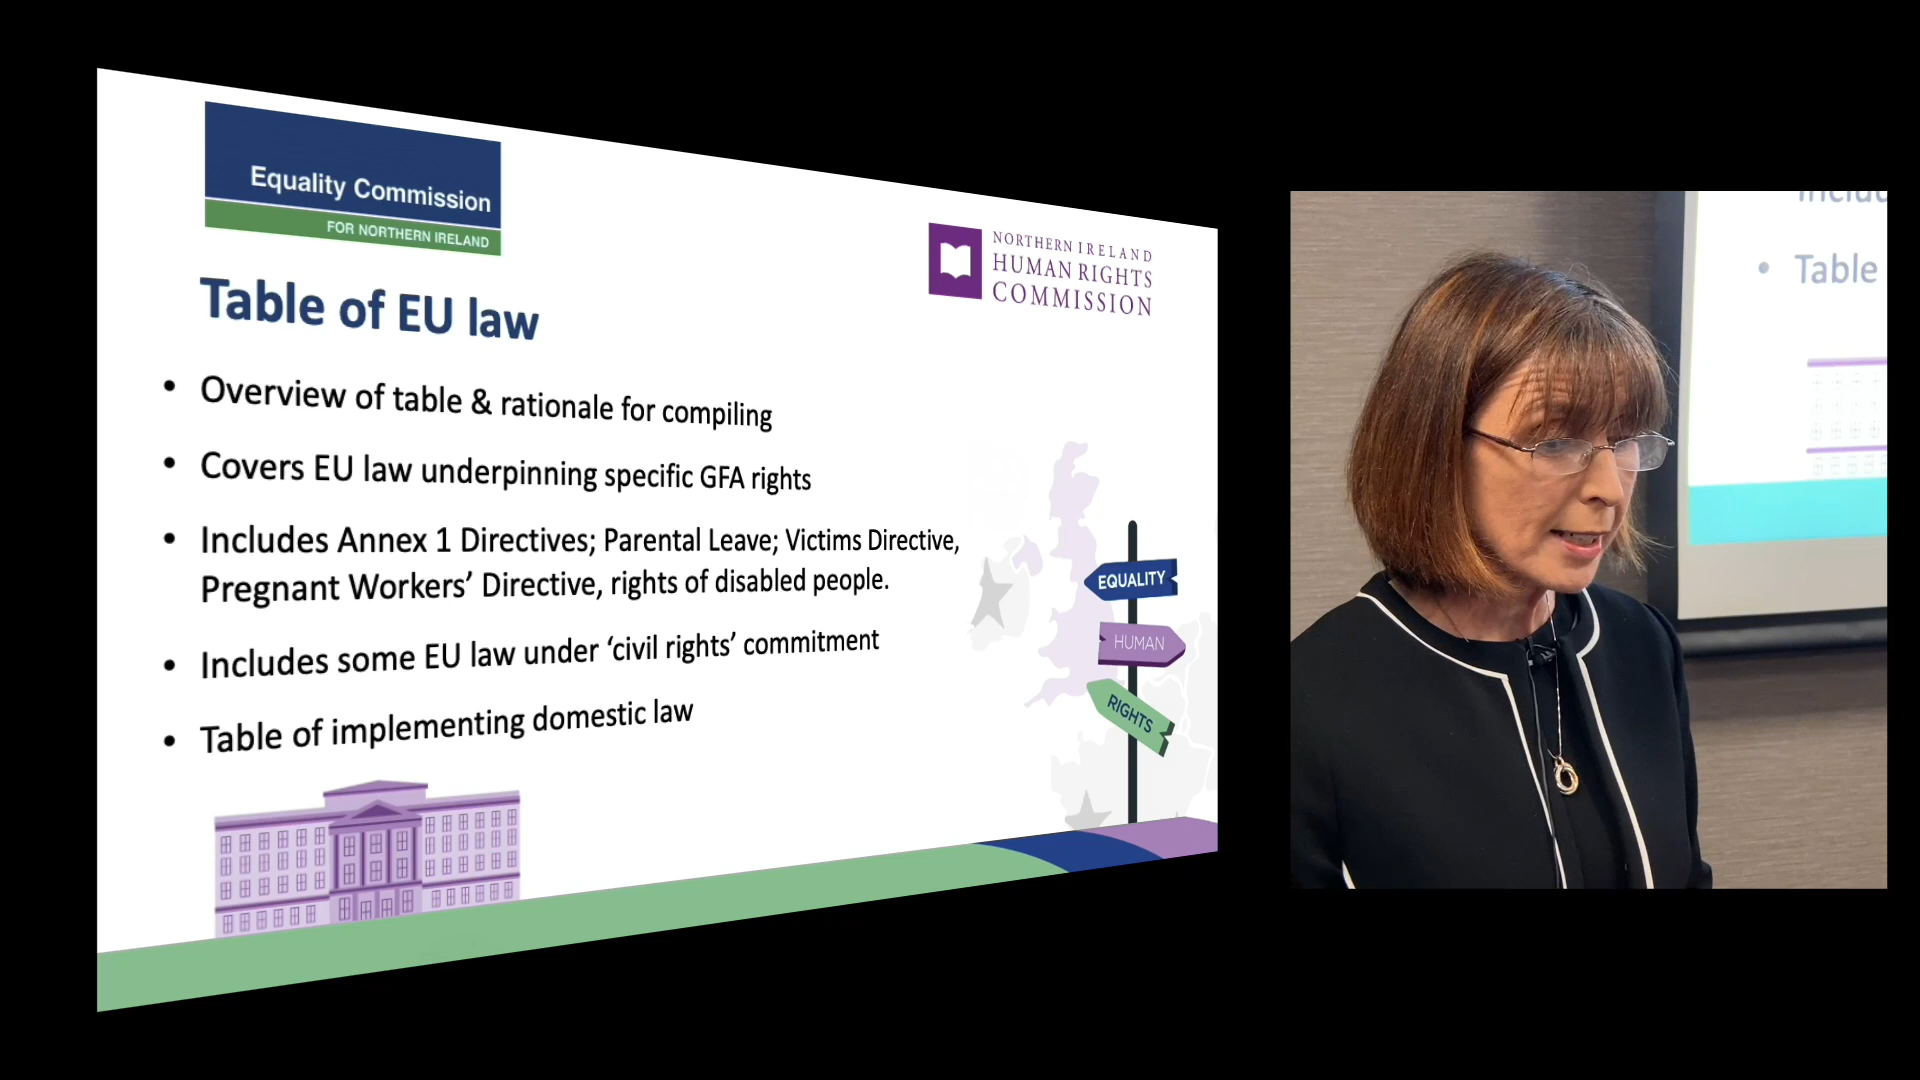 Equality Commission
FOR NORTHERN IRELAND
NORTHERN IRELAND
HUMAN RIGHTS
COMMISSION
Table of EU law
• Overview of table & rationale for compiling
• Covers EU law underpinning specific GFA rights
• Includes Annex 1 Directives; Parental Leave; Victims Directive,
Pregnant Workers’ Directive, rights of disabled people.
• Includes some EU law under ‘civil rights’ commitment
• Table of implementing domestic law
EQUALITY
HUMAN
RIGHTS
• Table